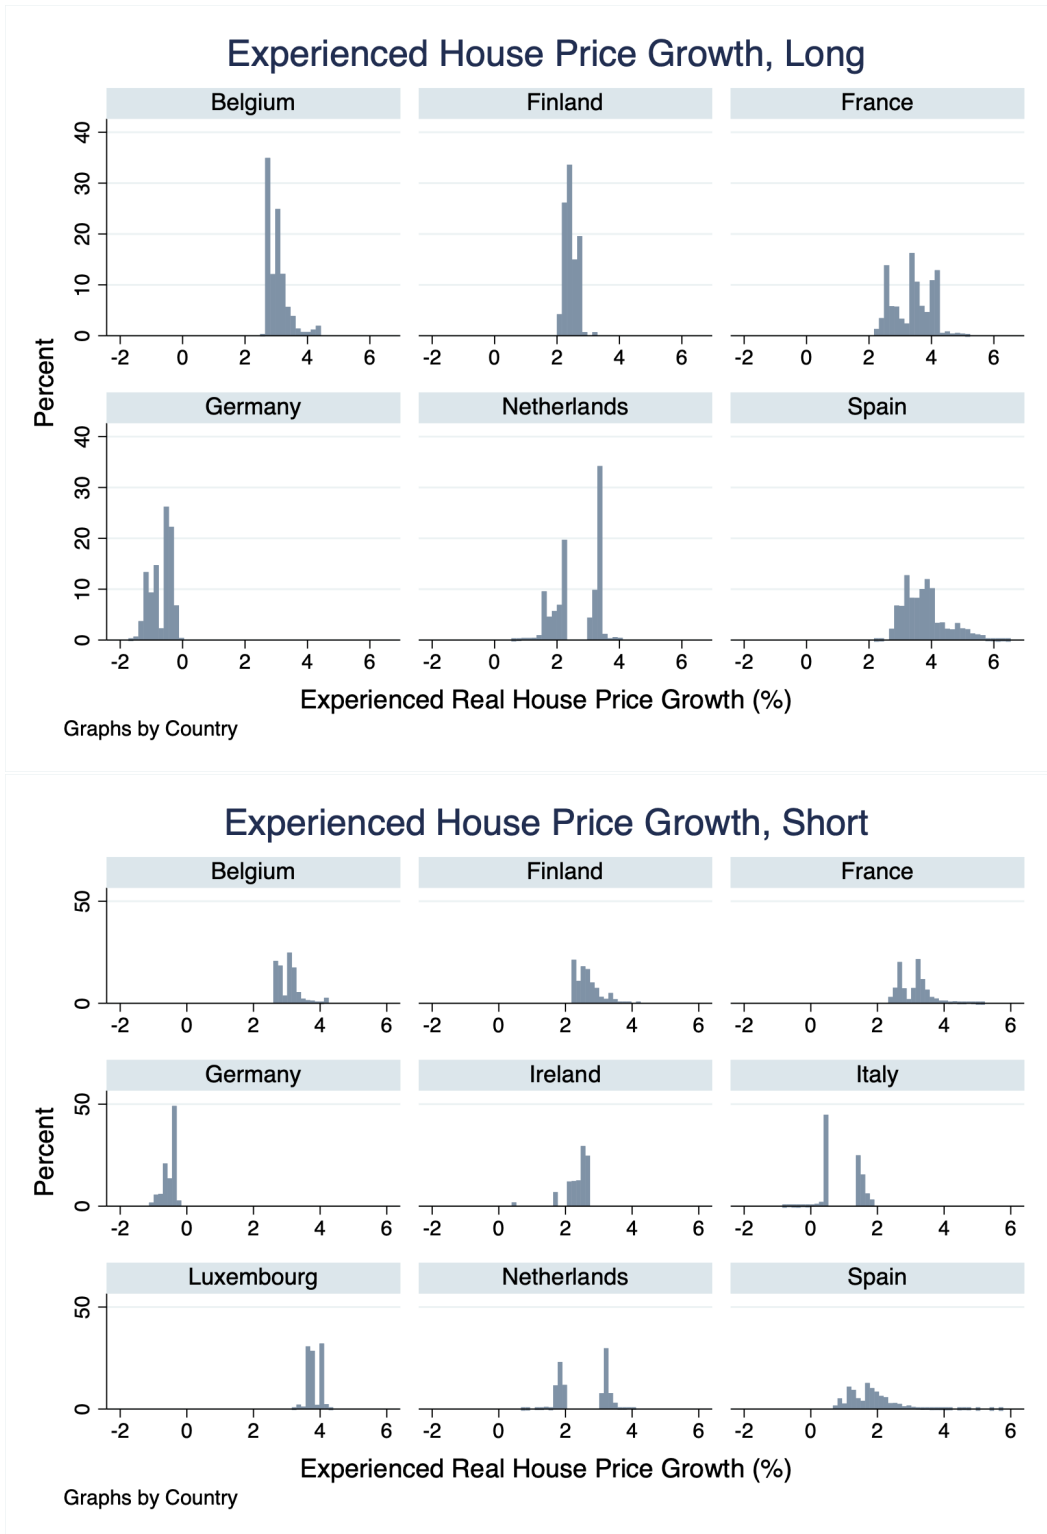 Experienced House Price Growth, Long
Belgium Finland France
40
30
20
10
0
-2 0 2 4 6 -2 0 2 4 6 -2 0 2 4 6
Germany Netherlands Spain
40
30
20
10
0
-2 0 2 4 6 -2 0 2 4 6 -2 0 2 4 6
Percent
Experienced Real House Price Growth (%)
Graphs by Country
Experienced House Price Growth, Short
Belgium Finland France
50
0
-2 0 2 4 6 -2 0 2 4 6 -2 0 2 4 6
Germany Ireland Italy
50
0
-2 0 2 4 6 -2 0 2 4 6 -2 0 2 4 6
Luxembourg Netherlands Spain
50
0
-2 0 2 4 6 -2 0 2 4 6 -2 0 2 4 6
Percent
Experienced Real House Price Growth (%)
Graphs by Country